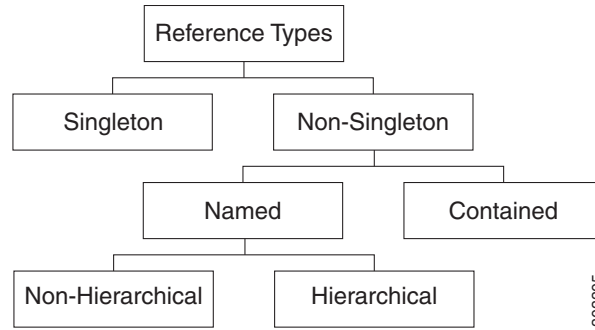 Reference Types
Singleton
Non-Singleton
Named
Contained
Non-Hierarchical
Hierarchical